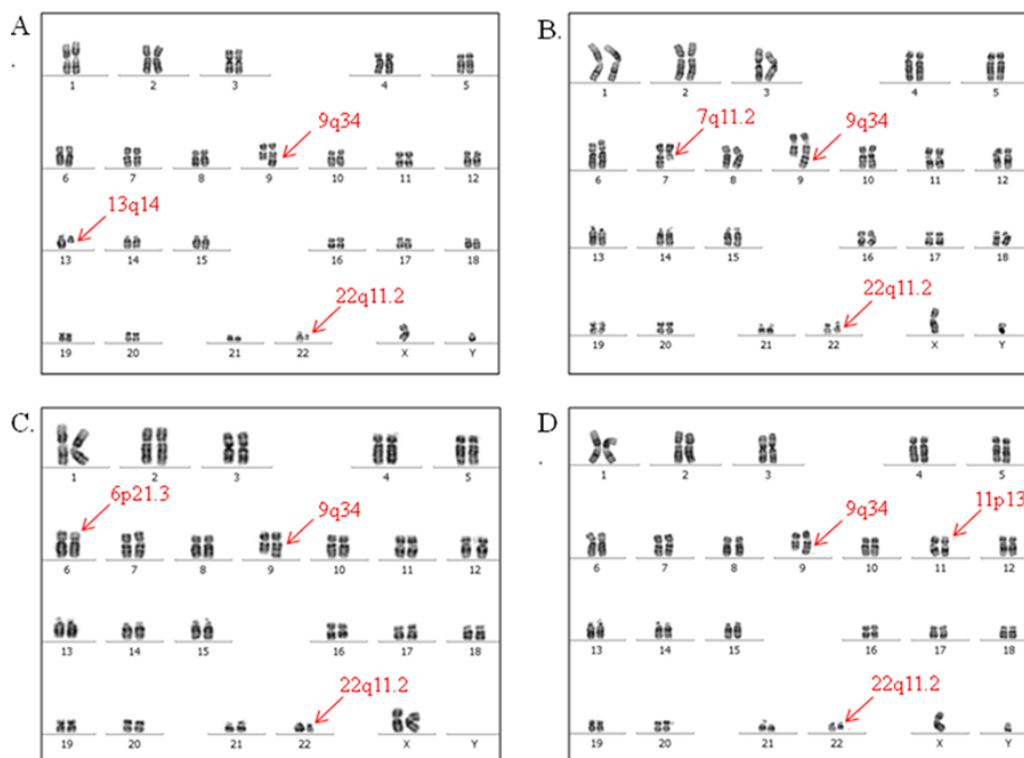 A
1 2 3 4 5
9q34
6 7 8 9 10 11 12
13q14
13 14 15 16 17 18
22q11.2
19 20 21 22 X Y
B.
1 2 3 4 5
7q11.2 9q34
6 7 8 9 10 11 12
13 14 15 16 17 18
22q11.2
19 20 21 22 X Y
C.
1 2 3 4 5
6p21.3
9q34
6 7 8 9 10 11 12
13 14 15 16 17 18
22q11.2
19 20 21 22 X Y
D
1 2 3 4 5
11p13
9q34
6 7 8 9 10 11 12
13 14 15 16 17 18
22q11.2
19 20 21 22 X Y